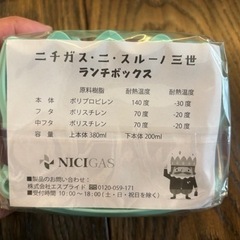 ニチガス・ニ・スルーノ三世
ランチボックス
原料樹脂 耐熱温度 耐冷温度
本体 ポリプロピレン 140度 -30度
フタ ポリスチレン 70度 -20度
フタ ポリスチレン 70度 -20度
容量 上本体380ml 下本体200ml
NICIGAS
■製品のお問い合わせ：
株式会社エスプライド 0120-059-171
■受付時間：10:00～18:00（土・日・祝日を除く）